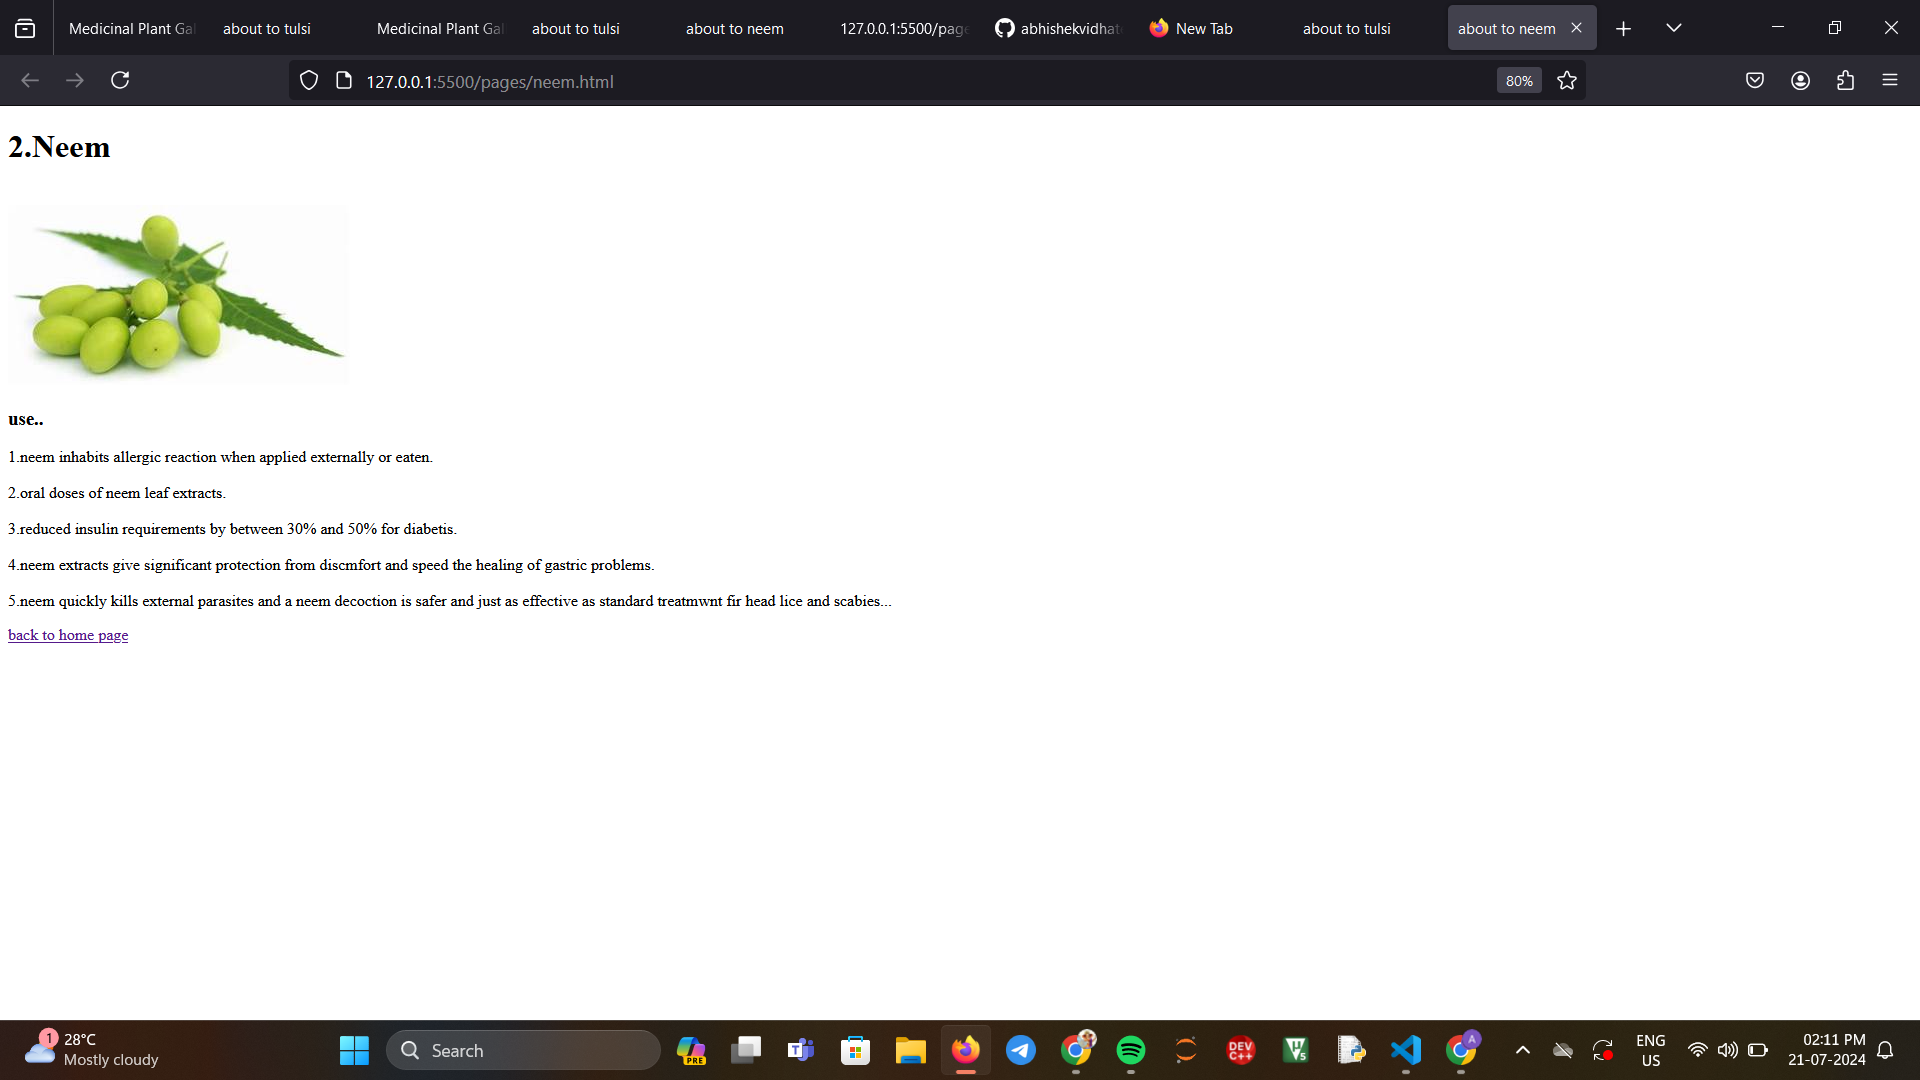 Medicinal Plant Gal
about to tulsi
Medicinal Plant Gal
about to tulsi
about to neem
127.0.0.1:5500/page
abhishekvidhate
New Tab
about to tulsi
about to neem
127.0.0.1:5500/pages/neem.html
80%
2.Neem
use..
1.neem inhabits allergic reaction when applied externally or eaten.
2.oral doses of neem leaf extracts.
3.reduced insulin requirements by between 30% and 50% for diabetis.
4.neem extracts give significant protection from discmfort and speed the healing of gastric problems.
5.neem quickly kills external parasites and a neem decoction is safer and just as effective as standard treatmwnt fir head lice and scabies...
back to home page
1
28°C
Mostly cloudy
Search
PRE
T
DEV
C++
5
A
ENG
US
02:11 PM
21-07-2024